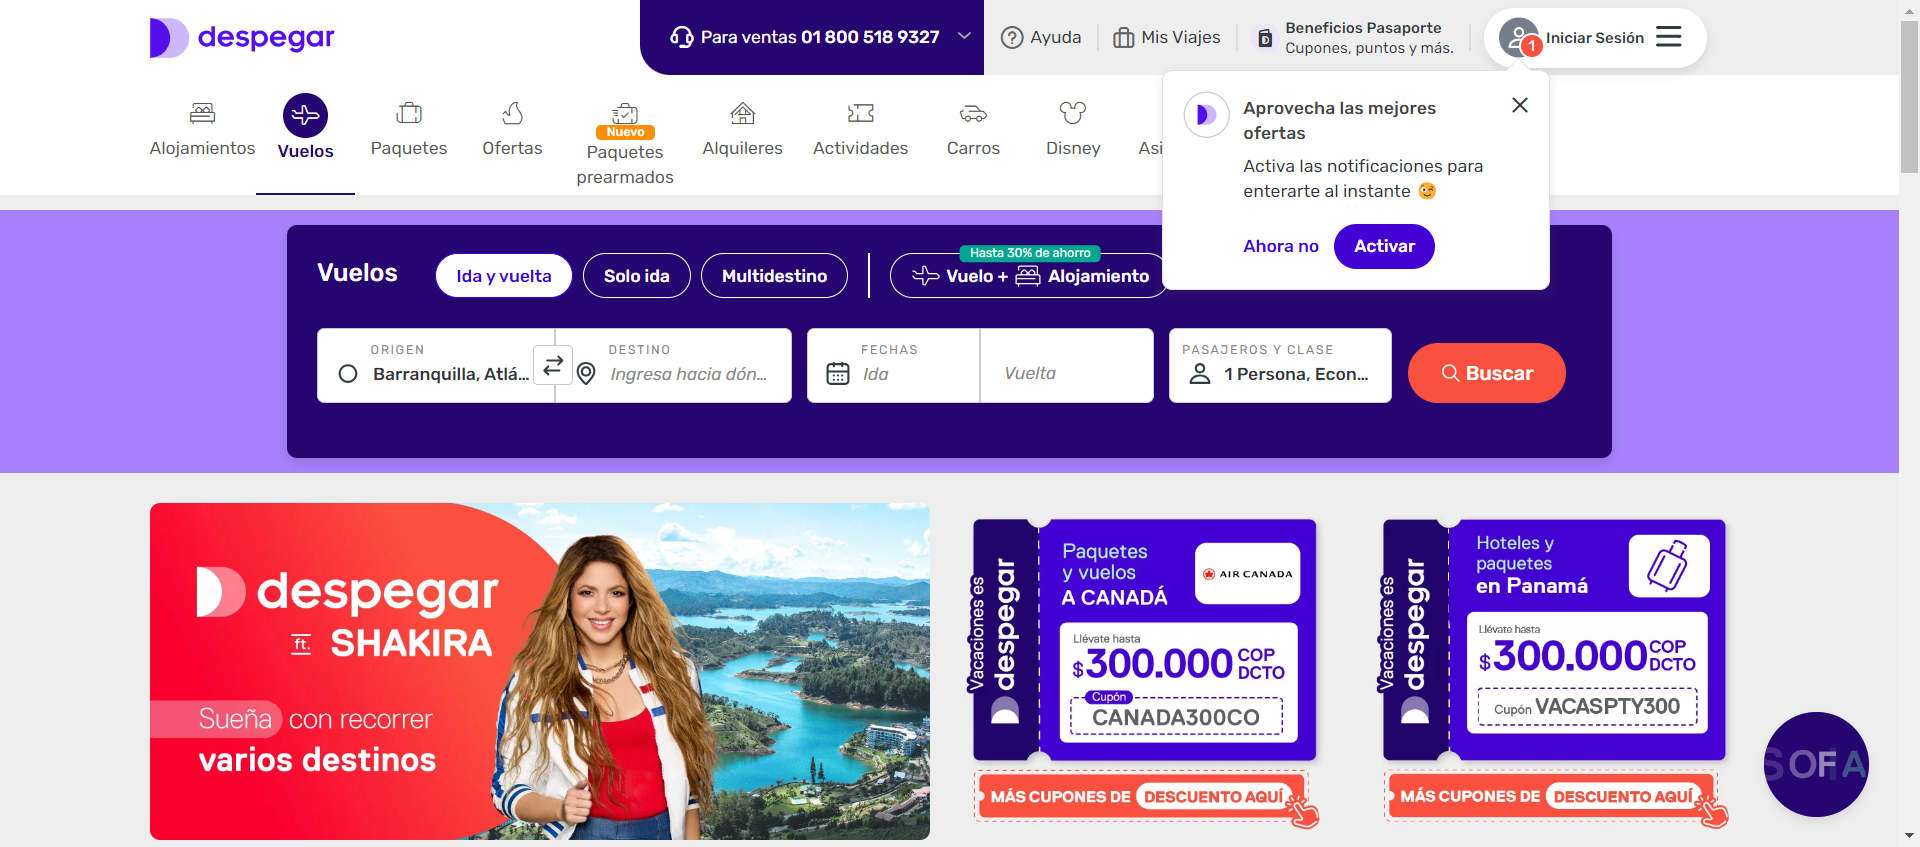 despegar
Para ventas 01 800 518 9327
Ayuda
Mis Viajes
Beneficios Pasaporte
Cupones, puntos y más.
1
Iniciar Sesión
Alojamientos
Vuelos
Paquetes
Ofertas
Nuevo
Paquetes
prearmados
Alquileres
Actividades
Carros
Disney
Asi
Aprovecha las mejores
ofertas
Activa las notificaciones para
enterarte al instante 😉
Ahora no
Activar
Vuelos
Ida y vuelta
Solo ida
Multidestino
Hasta 30% de ahorro
Vuelo + Alojamiento
ORIGEN
Barranquilla, Atlá...
DESTINO
Ingresa hacia dón...
FECHAS
Ida
Vuelta
PASAJEROS Y CLASE
1 Persona, Econ...
Buscar
despegar
ft. SHAKIRA
Sueña con recorrer
varios destinos
Vacaciones es
despegar
Paquetes
y vuelos
A CANADÁ
AIR CANADA
Llévate hasta
$300.000 COP
DCTO
Cupón
CANADA300CO
MÁS CUPONES DE DESCUENTO AQUÍ
Vacaciones es
despegar
Hoteles y
paquetes
en Panamá
Llévate hasta
$300.000 COP
DCTO
Cupón VACASPTY300
MÁS CUPONES DE DESCUENTO AQUÍ
SOFIA